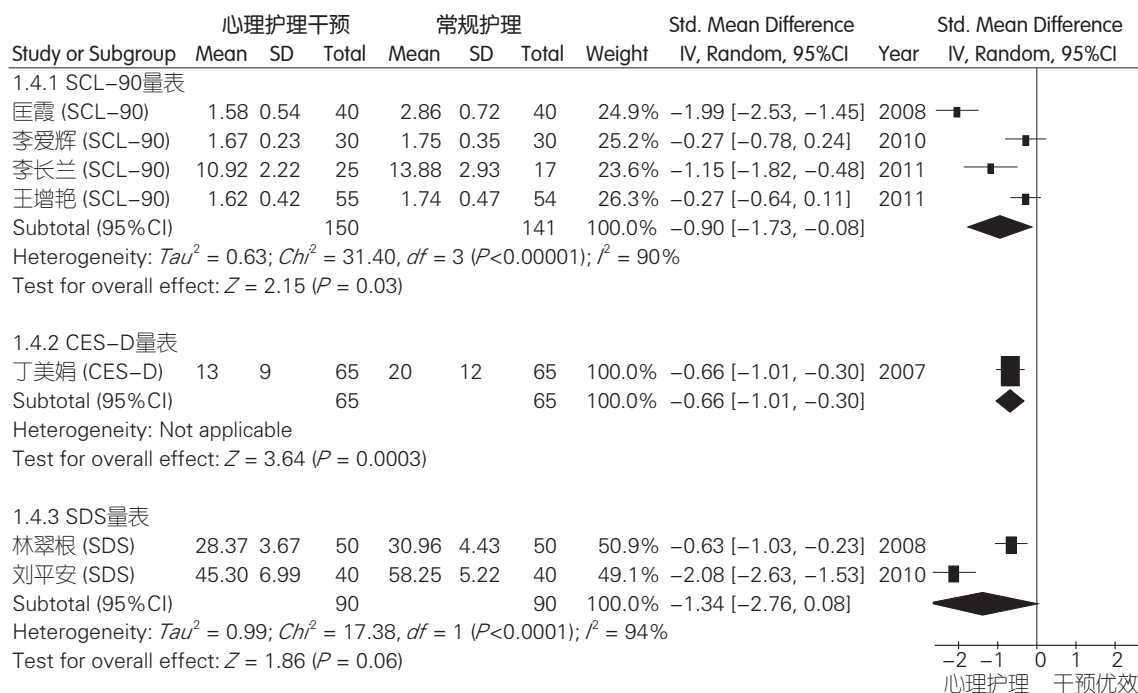 心理护理干预 常规护理 Std. Mean Difference Std. Mean Difference
Study or Subgroup Mean SD Total Mean SD Total Weight IV, Random, 95%CI Year IV, Random, 95%CI
1.4.1 SCL–90量表
匡霞 (SCL–90) 1.58 0.54 40 2.86 0.72 40 24.9% –1.99 [–2.53, –1.45] 2008
李爱辉 (SCL–90) 1.67 0.23 30 1.75 0.35 30 25.2% –0.27 [–0.78, 0.24] 2010
李长兰 (SCL–90) 10.92 2.22 25 13.88 2.93 17 23.6% –1.15 [–1.82, –0.48] 2011
王增艳 (SCL–90) 1.62 0.42 55 1.74 0.47 54 26.3% –0.27 [–0.64, 0.11] 2011
Subtotal (95%CI) 150 141 100.0% –0.90 [–1.73, –0.08]
Heterogeneity: Tau² = 0.63; Chi² = 31.40, df = 3 (P<0.00001); I² = 90%
Test for overall effect: Z = 2.15 (P = 0.03)
1.4.2 CES–D量表
丁美娟 (CES–D) 13 9 65 20 12 65 100.0% –0.66 [–1.01, –0.30] 2007
Subtotal (95%CI) 65 65 100.0% –0.66 [–1.01, –0.30]
Heterogeneity: Not applicable
Test for overall effect: Z = 3.64 (P = 0.0003)
1.4.3 SDS量表
林翠根 (SDS) 28.37 3.67 50 30.96 4.43 50 50.9% –0.63 [–1.03, –0.23] 2008
刘平安 (SDS) 45.30 6.99 40 58.25 5.22 40 49.1% –2.08 [–2.63, –1.53] 2010
Subtotal (95%CI) 90 90 100.0% –1.34 [–2.76, 0.08]
Heterogeneity: Tau² = 0.99; Chi² = 17.38, df = 1 (P<0.0001); I² = 94%
Test for overall effect: Z = 1.86 (P = 0.06)
–2 –1 0 1 2
心理护理 干预优效